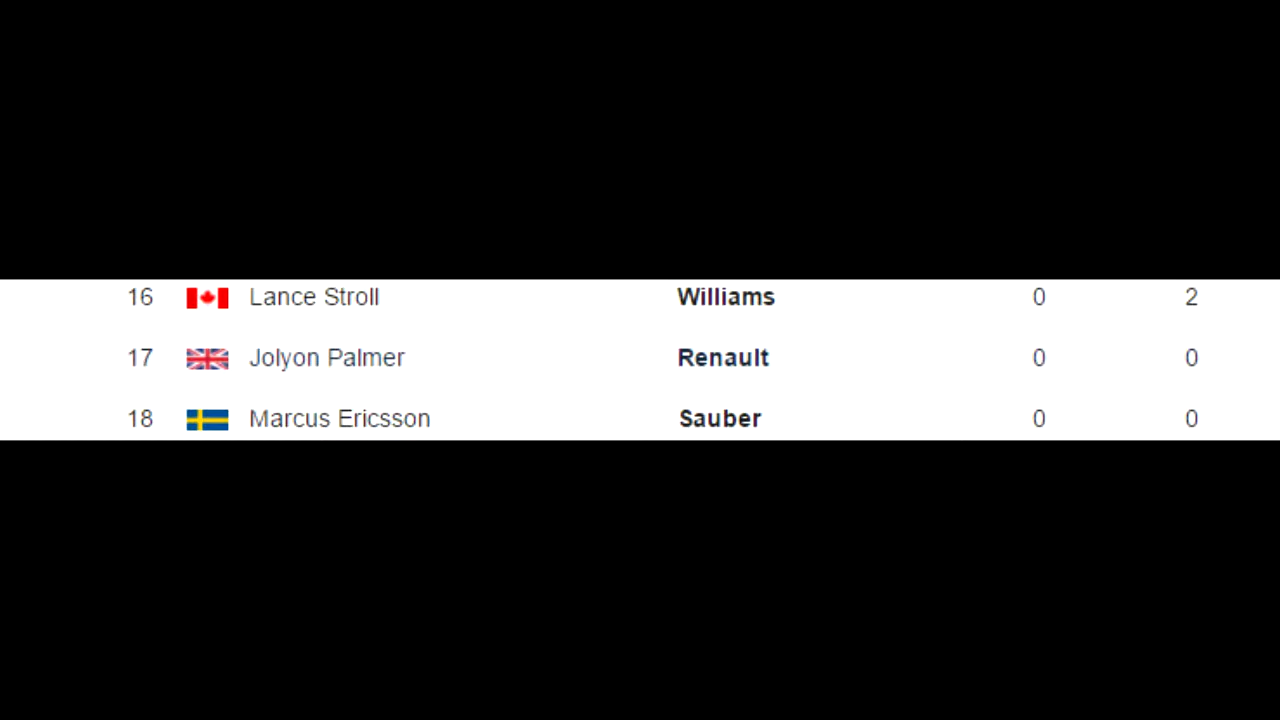 16 Lance Stroll Williams 0 2
17 Jolyon Palmer Renault 0 0
18 Marcus Ericsson Sauber 0 0